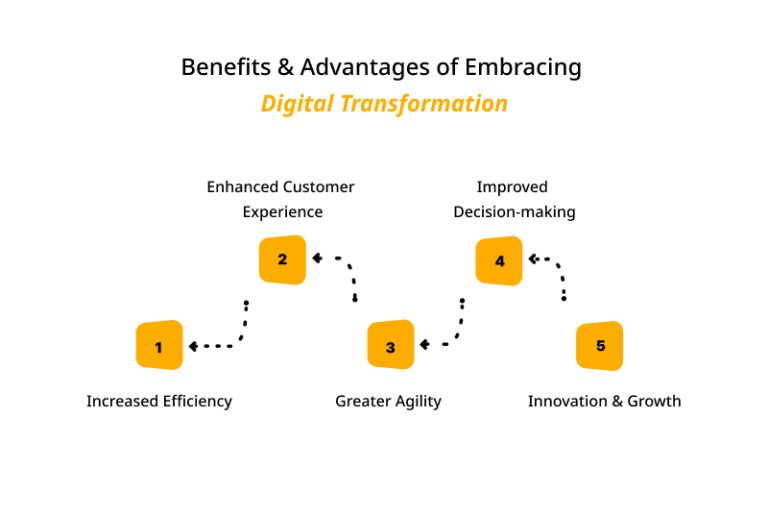 Benefits & Advantages of Embracing
Digital Transformation
Enhanced Customer
Experience
Improved
Decision-making
2
4
1
3
5
Increased Efficiency
Greater Agility
Innovation & Growth